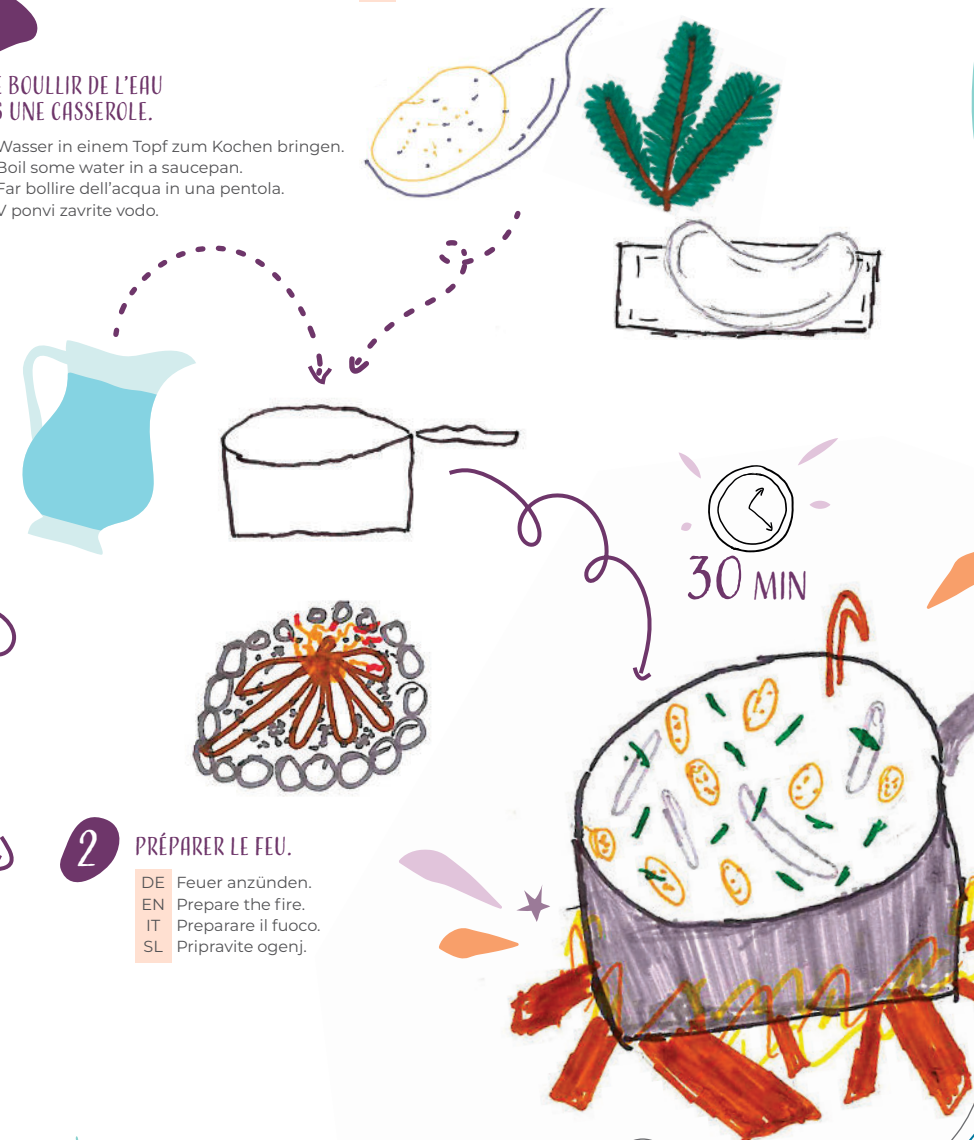 BOULLIR DE L'EAU
UNE CASSEROLE.
Wasser in einem Topf zum Kochen bringen.
Boil some water in a saucepan.
Far bollire dell'acqua in una pentola.
V ponvi zavrite vodo.
30 MIN
2 PRÉPARER LE FEU.
DE Feuer anzünden.
EN Prepare the fire.
IT Preparare il fuoco.
SL Pripravite ogenj.